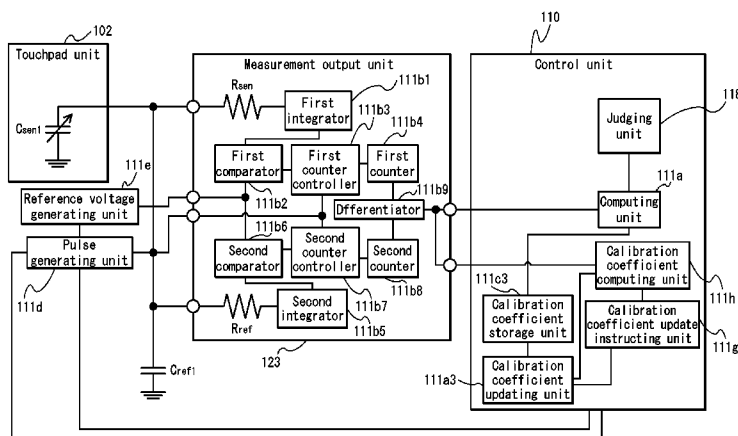 102
Touchpad unit
Csen1
111e
Reference voltage
generating unit
Pulse
generating unit
111d
Cref1
Measurement output unit
Rsen
111b1
First
integrator
111b3
111b4
First
comparator
111b2
First
counter
controller
First
counter
111b9
Dfferentiator
111b6
Second
comparator
Second
counter
controller
Second
counter
111b8
111b7
Rref
Second
integrator
111b5
123
110
Control unit
118
Judging
unit
111a
Computing
unit
Calibration
coefficient
computing unit
111h
111c3
Calibration
coefficient
storage unit
Calibration
coefficient update
instructing unit
111g
111a3
Calibration
coefficient
updating unit